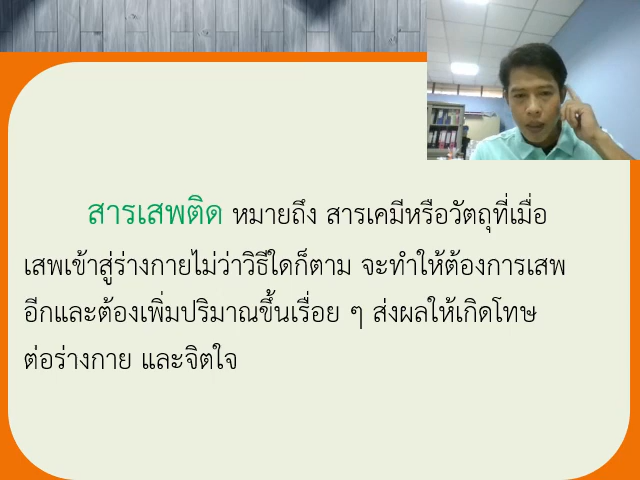 สารเสพติด หมายถึง สารเคมีหรือวัตถุที่เมื่อ
เสพเข้าสู่ร่างกายไม่ว่าวิธีใดก็ตาม จะทำให้ต้องการเสพ
อีกและต้องเพิ่มปริมาณขึ้นเรื่อย ๆ ส่งผลให้เกิดโทษ
ต่อร่างกาย และจิตใจ